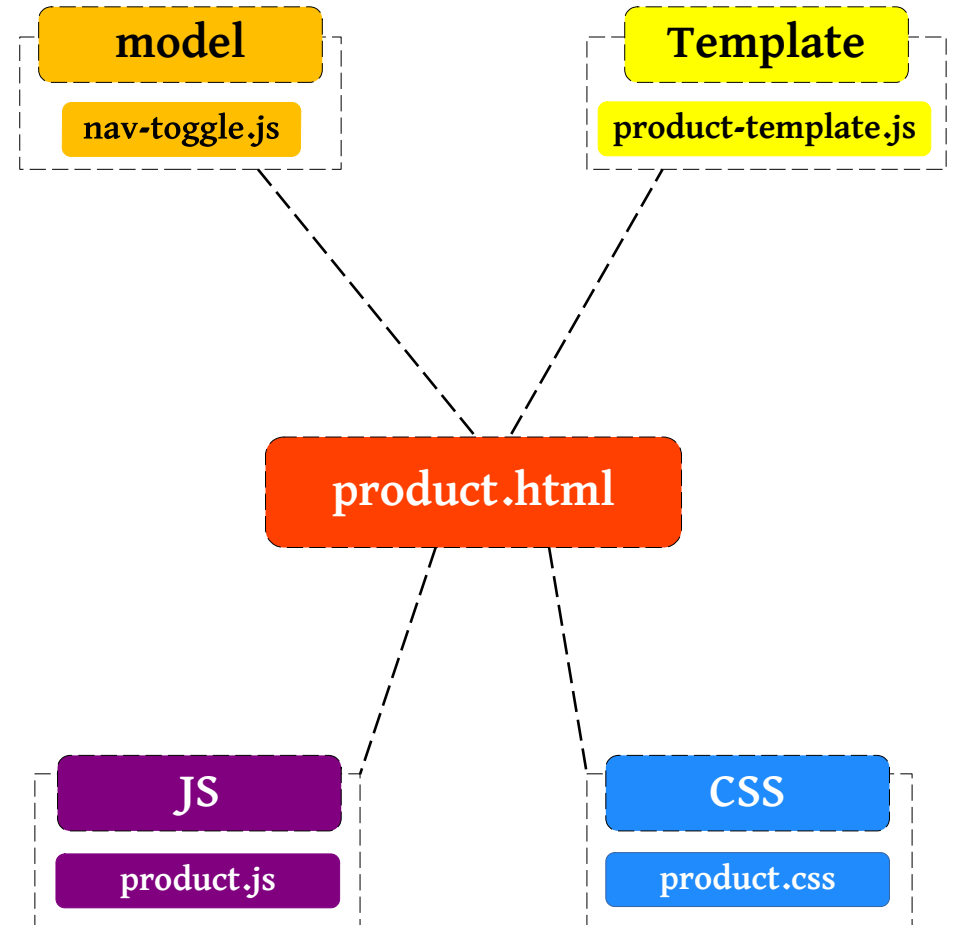 model
nav-toggle.js
Template
product-template.js
product.html
JS
product.js
CSS
product.css